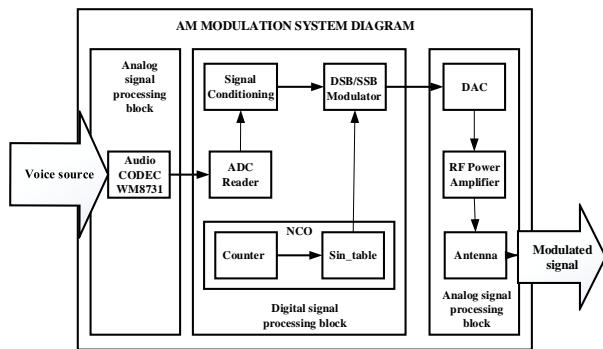 AM MODULATION SYSTEM DIAGRAM
Analog
signal
processing
block
Signal
Conditioning
DSB/SSB
Modulator
DAC
Voice source
Audio
CODEC
WM8731
ADC
Reader
RF Power
Amplifier
NCO
Counter
Sin_table
Antenna
Modulated
signal
Digital signal
processing block
Analog signal
processing
block